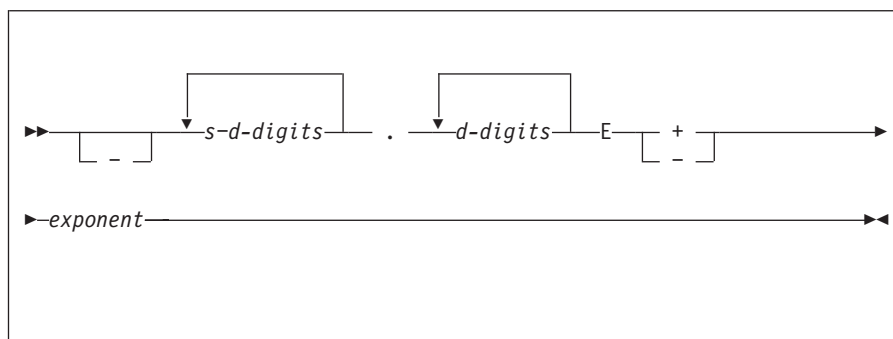 s-d-digits . d-digits E +
- -
exponent